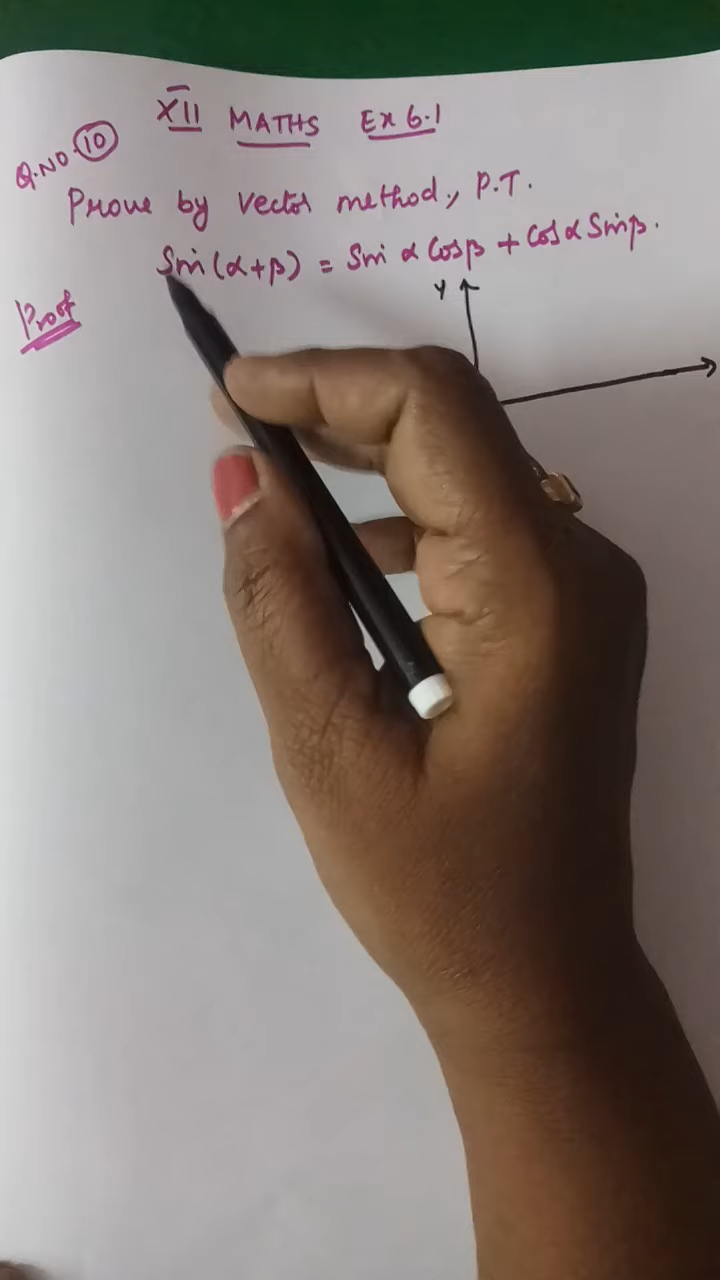 XII MATHS Ex 6.1
Q.NO. 10
Prove by vector method, P.T.
Sin(α+β) = Sin α Cosβ + Cosα Sinβ.
Proof
Y